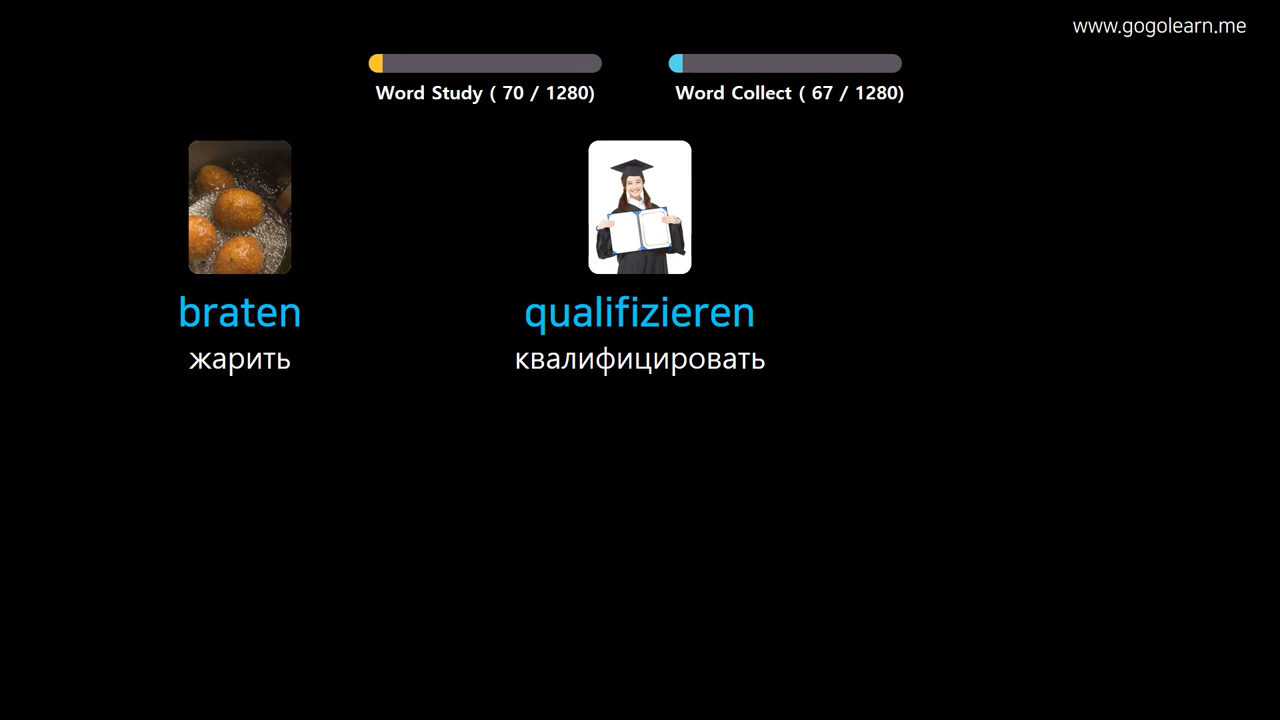 www.gogolearn.me
Word Study ( 70 / 1280)
Word Collect ( 67 / 1280)
braten
жарить
qualifizieren
квалифицировать